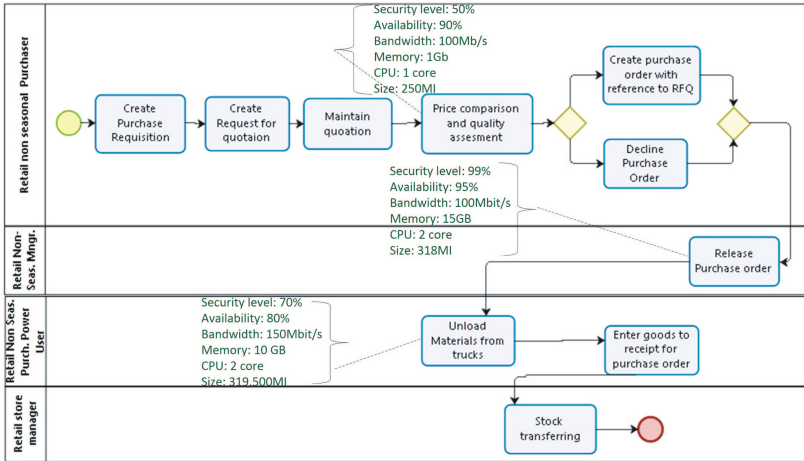 Retail non seasonal Purchaser
Security level: 50%
Availability: 90%
Bandwidth: 100Mb/s
Memory: 1Gb
CPU: 1 core
Size: 250MI
Create
Purchase
Requisition
Create
Request for
quotaion
Maintain
quoation
Price comparison
and quality
assesment
Create purchase
order with
reference to RFQ
Decline
Purchase
Order
Retail Non-
Seas. Mngr.
Security level: 99%
Availability: 95%
Bandwidth: 100Mbit/s
Memory: 15GB
CPU: 2 core
Size: 318MI
Release
Purchase order
Retail Non Seas.
Purch. Power
User
Security level: 70%
Availability: 80%
Bandwidth: 150Mbit/s
Memory: 10 GB
CPU: 2 core
Size: 319.500MI
Unload
Materials from
trucks
Enter goods to
receipt for
purchase order
Retail store
manager
Stock
transferring